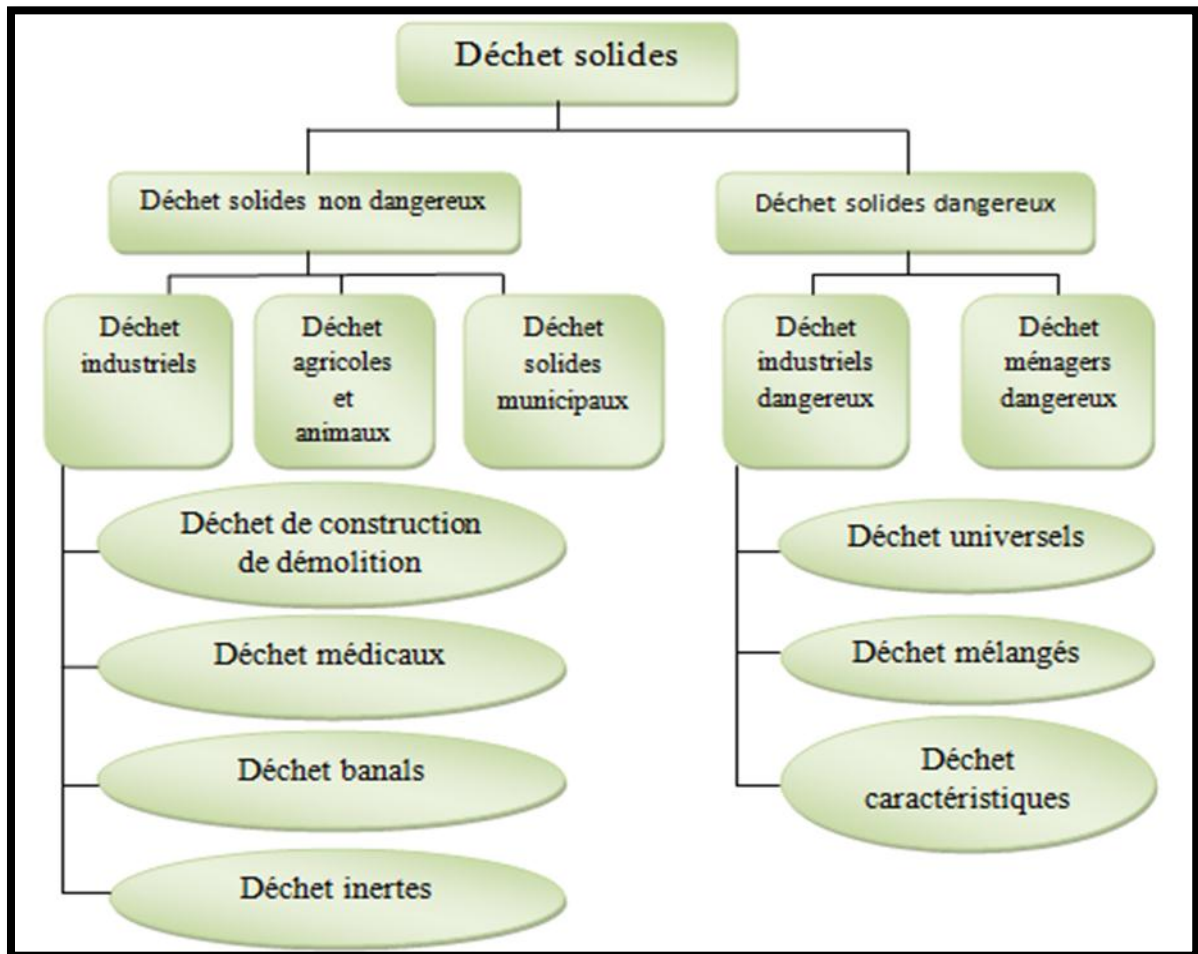 Déchet solides
Déchet solides non dangereux
Déchet solides dangereux
Déchet
industriels
Déchet
agricoles
et
animaux
Déchet
solides
municipaux
Déchet
industriels
dangereux
Déchet
ménagers
dangereux
Déchet de construction
de démolition
Déchet médicaux
Déchet banals
Déchet inertes
Déchet universels
Déchet mélangés
Déchet
caractéristiques